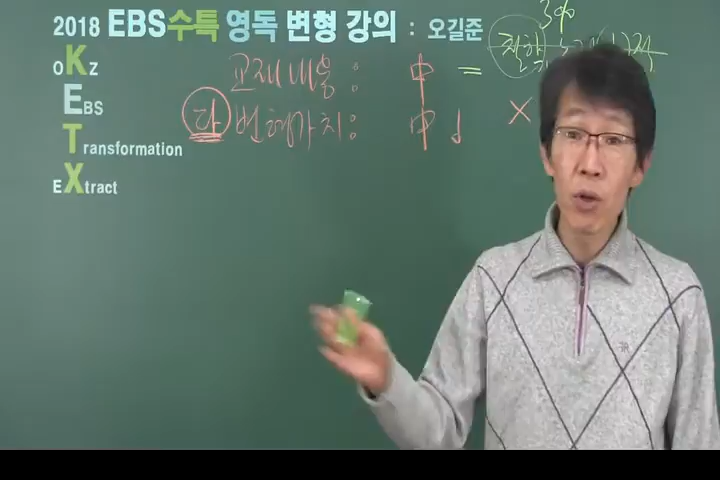 2018 EBS수특 영독 변형 강의 : 오길준
oKz
EBS
Transformation
EXtract
교재내용: 中 =
다 변형가치: 中↓ ×